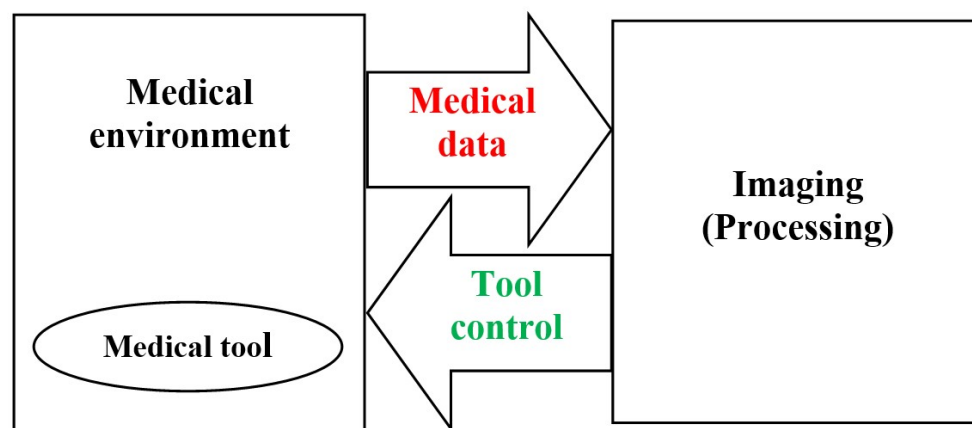 Medical
environment
Medical
data
Imaging
(Processing)
Tool
control
Medical tool